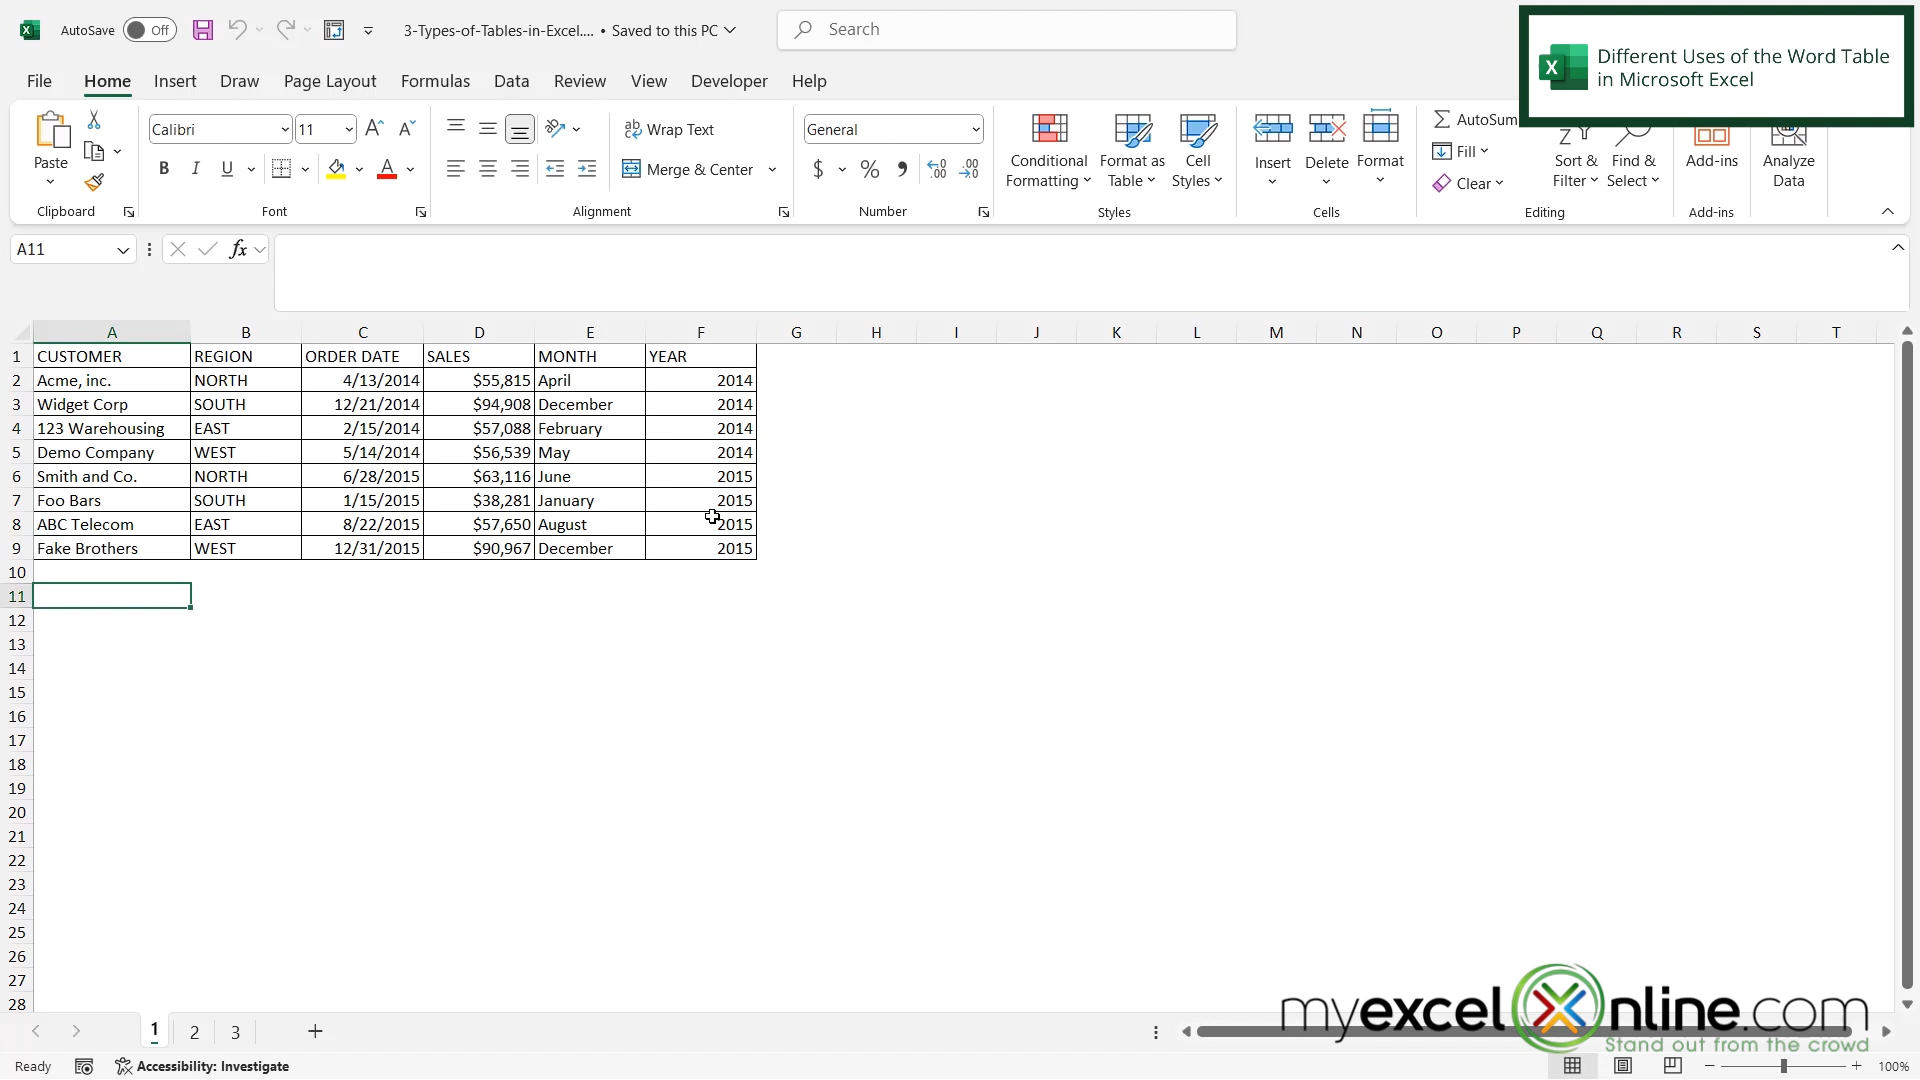 AutoSave Off 3-Types-of-Tables-in-Excel.... • Saved to this PC Search
Different Uses of the Word Table
in Microsoft Excel
File Home Insert Draw Page Layout Formulas Data Review View Developer Help
Paste
Clipboard
Calibri 11
B I U
Font
Wrap Text
Merge & Center
Alignment
General
$ % 9 .00
Number
Conditional
Formatting
Format as
Table
Cell
Styles
Styles
Insert
Delete
Format
Cells
AutoSum
Fill
Clear
Sort &
Filter
Find &
Select
Editing
Add-ins
Add-ins
Analyze
Data
A11 fx
A B C D E F G H I J K L M N O P Q R S T
1 CUSTOMER REGION ORDER DATE SALES MONTH YEAR
2 Acme, inc. NORTH 4/13/2014 $55,815 April 2014
3 Widget Corp SOUTH 12/21/2014 $94,908 December 2014
4 123 Warehousing EAST 2/15/2014 $57,088 February 2014
5 Demo Company WEST 5/14/2014 $56,539 May 2014
6 Smith and Co. NORTH 6/28/2015 $63,116 June 2015
7 Foo Bars SOUTH 1/15/2015 $38,281 January 2015
8 ABC Telecom EAST 8/22/2015 $57,650 August 2015
9 Fake Brothers WEST 12/31/2015 $90,967 December 2015
10
11
12
13
14
15
16
17
18
19
20
21
22
23
24
25
26
27
28
myexcelonline.com
Stand out from the crowd
1 2 3
Ready Accessibility: Investigate 100%